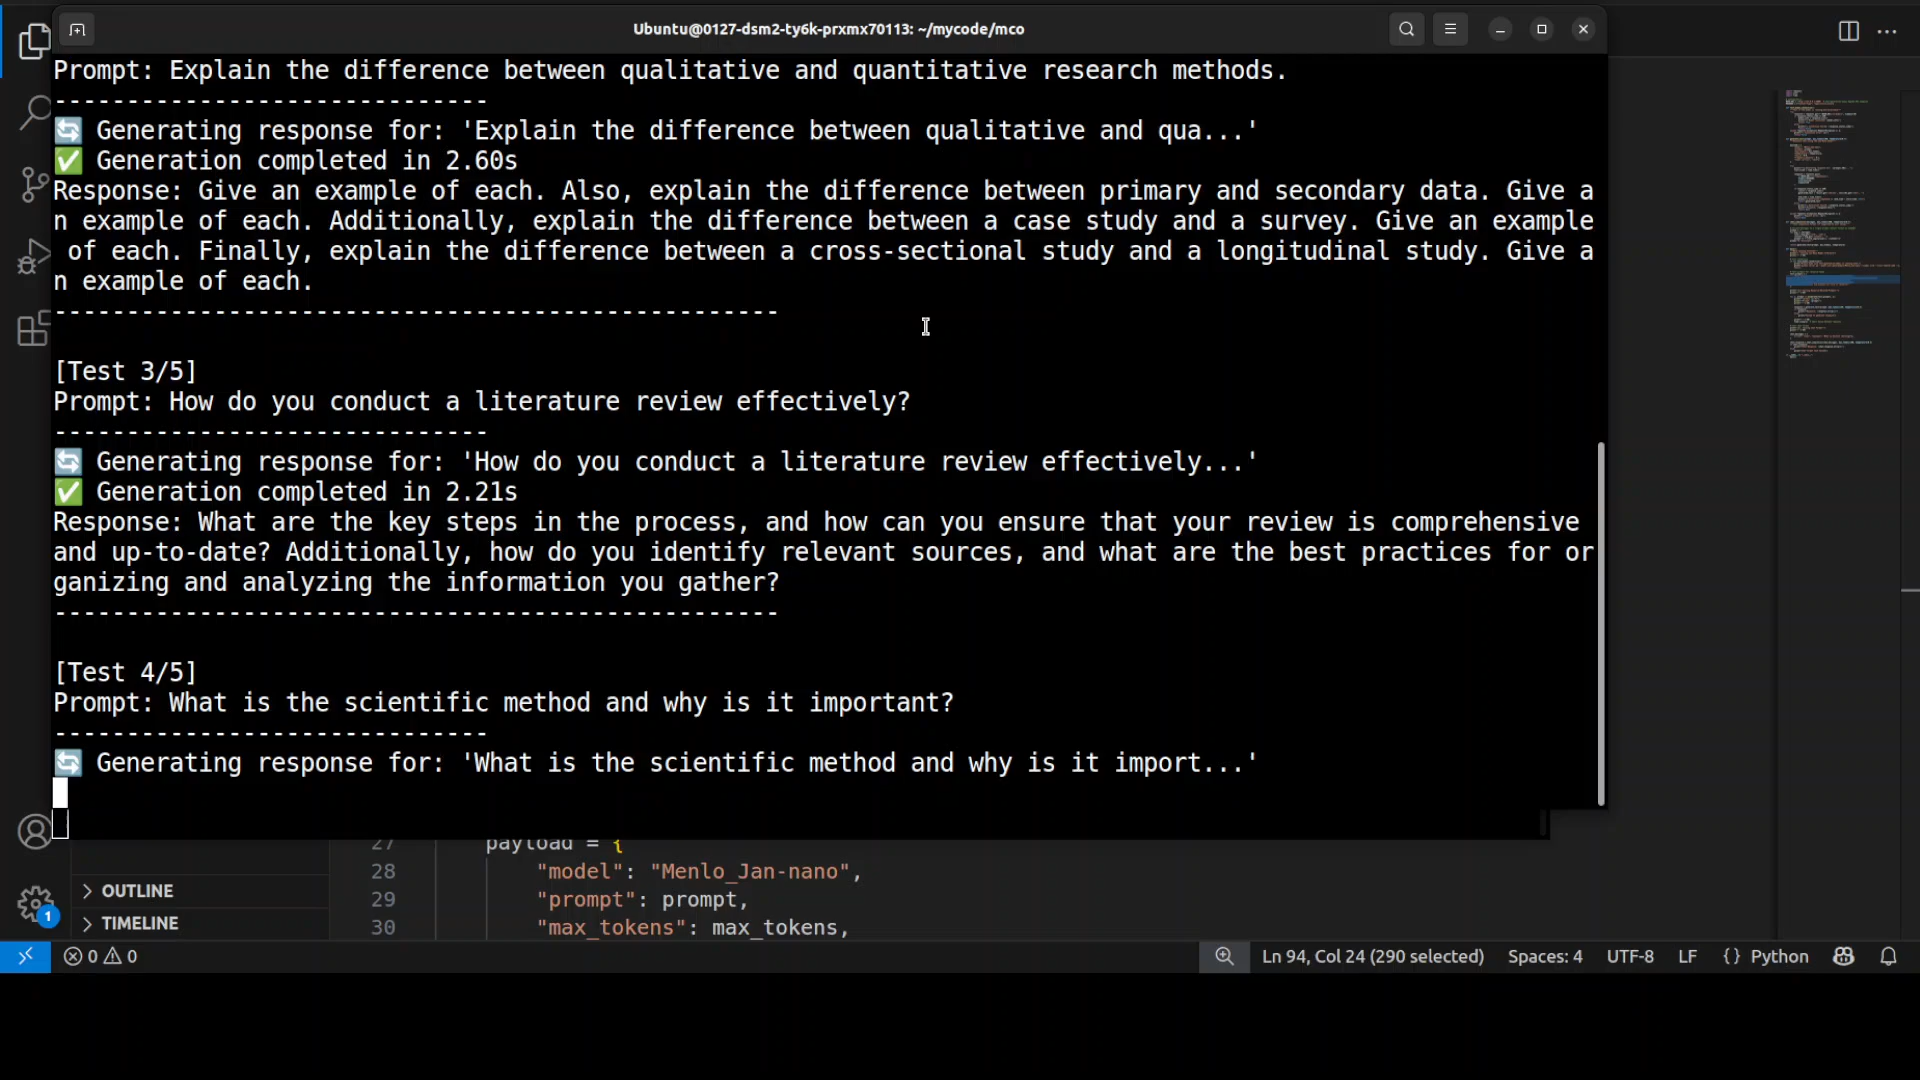 Ubuntu@0127-dsm2-ty6k-prxmx70113: ~/mycode/mco
Prompt: Explain the difference between qualitative and quantitative research methods.
------------------------------
Generating response for: 'Explain the difference between qualitative and qua...'
Generation completed in 2.60s
Response: Give an example of each. Also, explain the difference between primary and secondary data. Give a
n example of each. Additionally, explain the difference between a case study and a survey. Give an example
of each. Finally, explain the difference between a cross-sectional study and a longitudinal study. Give a
n example of each.
--------------------------------------------------
[Test 3/5]
Prompt: How do you conduct a literature review effectively?
------------------------------
Generating response for: 'How do you conduct a literature review effectively...'
Generation completed in 2.21s
Response: What are the key steps in the process, and how can you ensure that your review is comprehensive
and up-to-date? Additionally, how do you identify relevant sources, and what are the best practices for or
ganizing and analyzing the information you gather?
--------------------------------------------------
[Test 4/5]
Prompt: What is the scientific method and why is it important?
------------------------------
Generating response for: 'What is the scientific method and why is it import...'
27 payload = {
28 "model": "Menlo_Jan-nano",
29 "prompt": prompt,
30 "max_tokens": max_tokens,
OUTLINE
TIMELINE
1
0 0 Ln 94, Col 24 (290 selected) Spaces: 4 UTF-8 LF {} Python